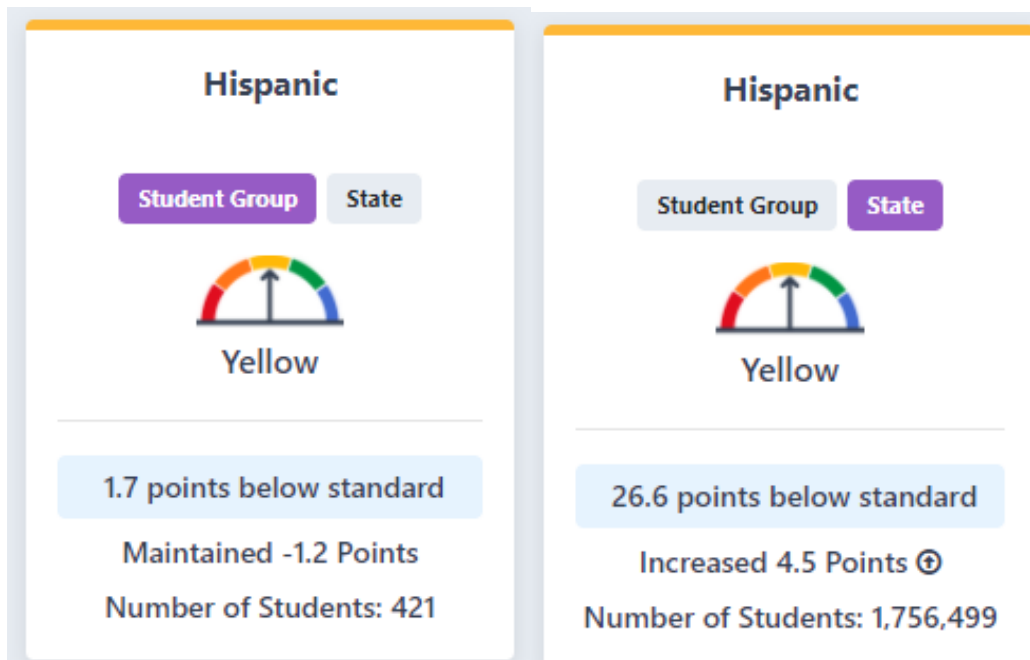 Hispanic
Student Group State
Yellow
1.7 points below standard
Maintained -1.2 Points
Number of Students: 421
Hispanic
Student Group State
Yellow
26.6 points below standard
Increased 4.5 Points
Number of Students: 1,756,499